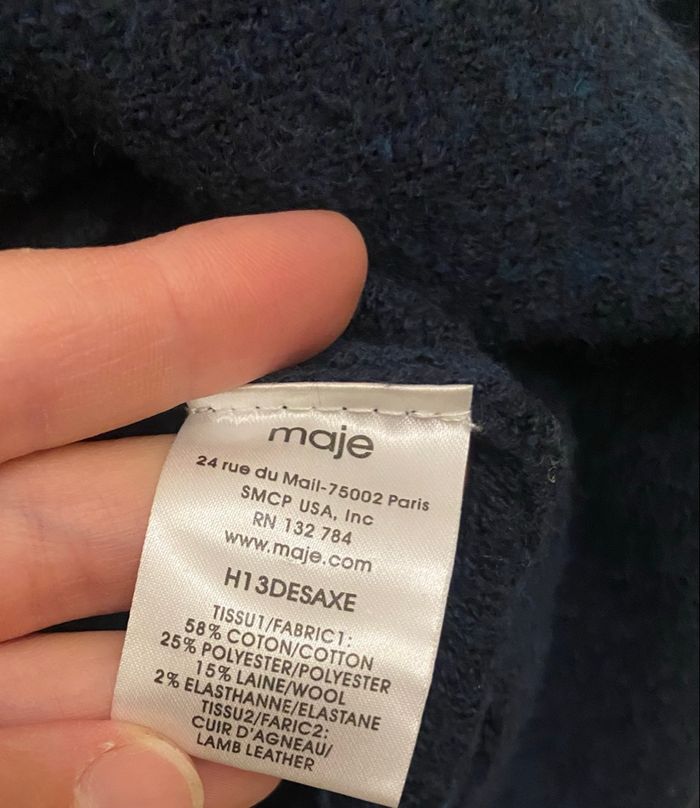 maje
24 rue du Mail-75002 Paris
SMCP USA, Inc
RN 132 784
www.maje.com
H13DESAXE
TISSU1/FABRIC1:
58% COTON/COTTON
25% POLYESTER/POLYESTER
15% LAINE/WOOL
2% ELASTHANNE/ELASTANE
TISSU2/FARIC2:
CUIR D'AGNEAU/
LAMB LEATHER